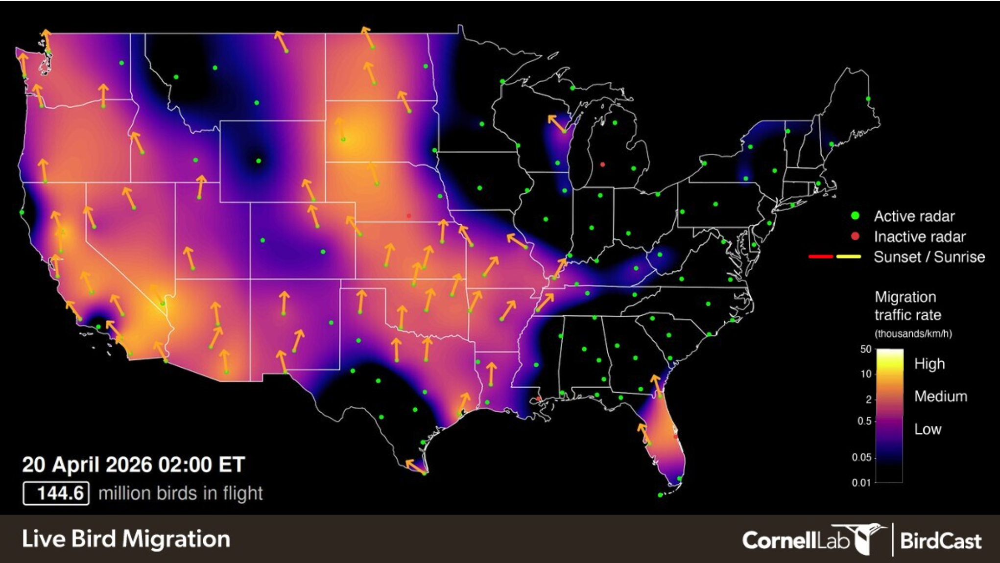 Active radar
Inactive radar
Sunset / Sunrise
Migration
traffic rate
(thousands/km/h)
50
High
10
2
Medium
0.5
Low
0.05
0.01
20 April 2026 02:00 ET
144.6 million birds in flight
Live Bird Migration
CornellLab BirdCast